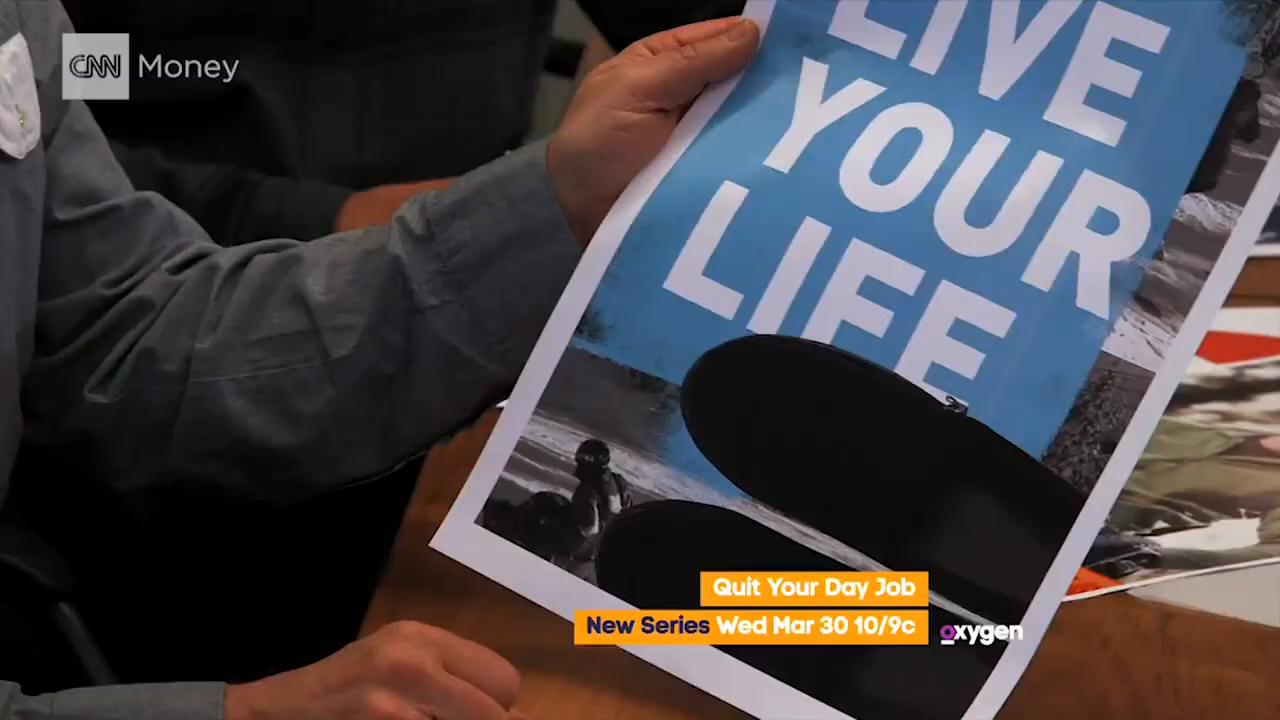 CNN Money
LIVE
YOUR
LIFE
Quit Your Day Job
New Series Wed Mar 30 10/9c
oxygen